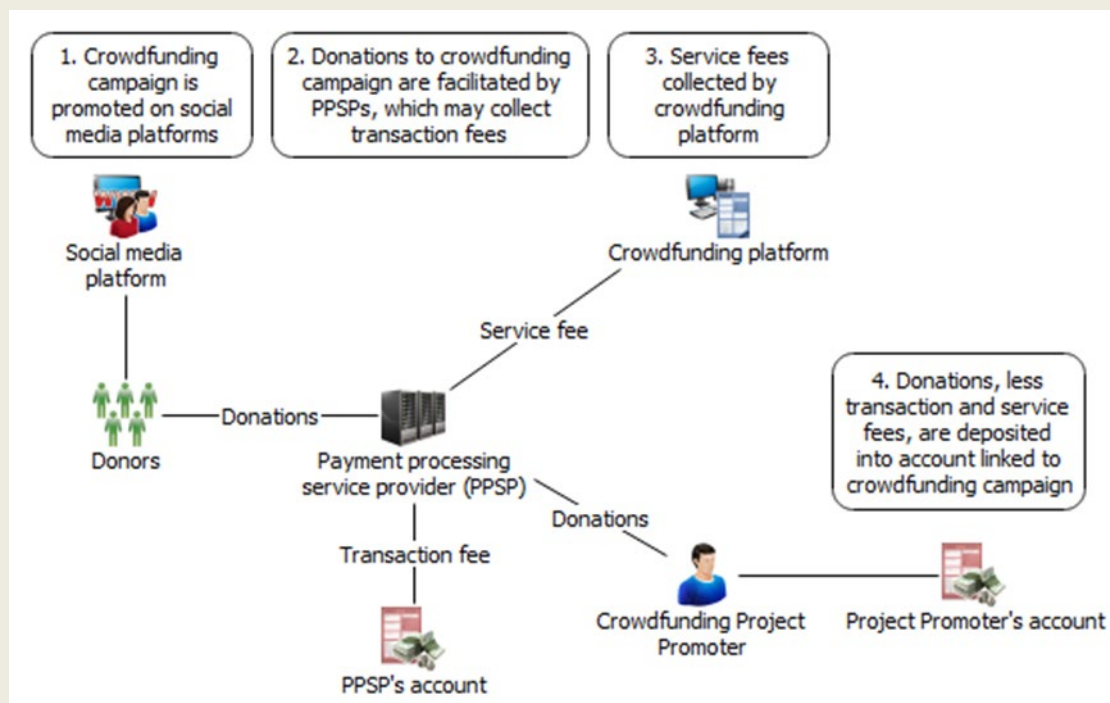 1. Crowdfunding
campaign is
promoted on social
media platforms
2. Donations to crowdfunding
campaign are facilitated by
PPSPs, which may collect
transaction fees
3. Service fees
collected by
crowdfunding
platform
Social media
platform
Crowdfunding platform
Service fee
4. Donations, less
transaction and service
fees, are deposited
into account linked to
crowdfunding campaign
Donations
Donors
Payment processing
service provider (PPSP)
Donations
Transaction fee
Crowdfunding Project
Promoter
Project Promoter's account
PPSP's account